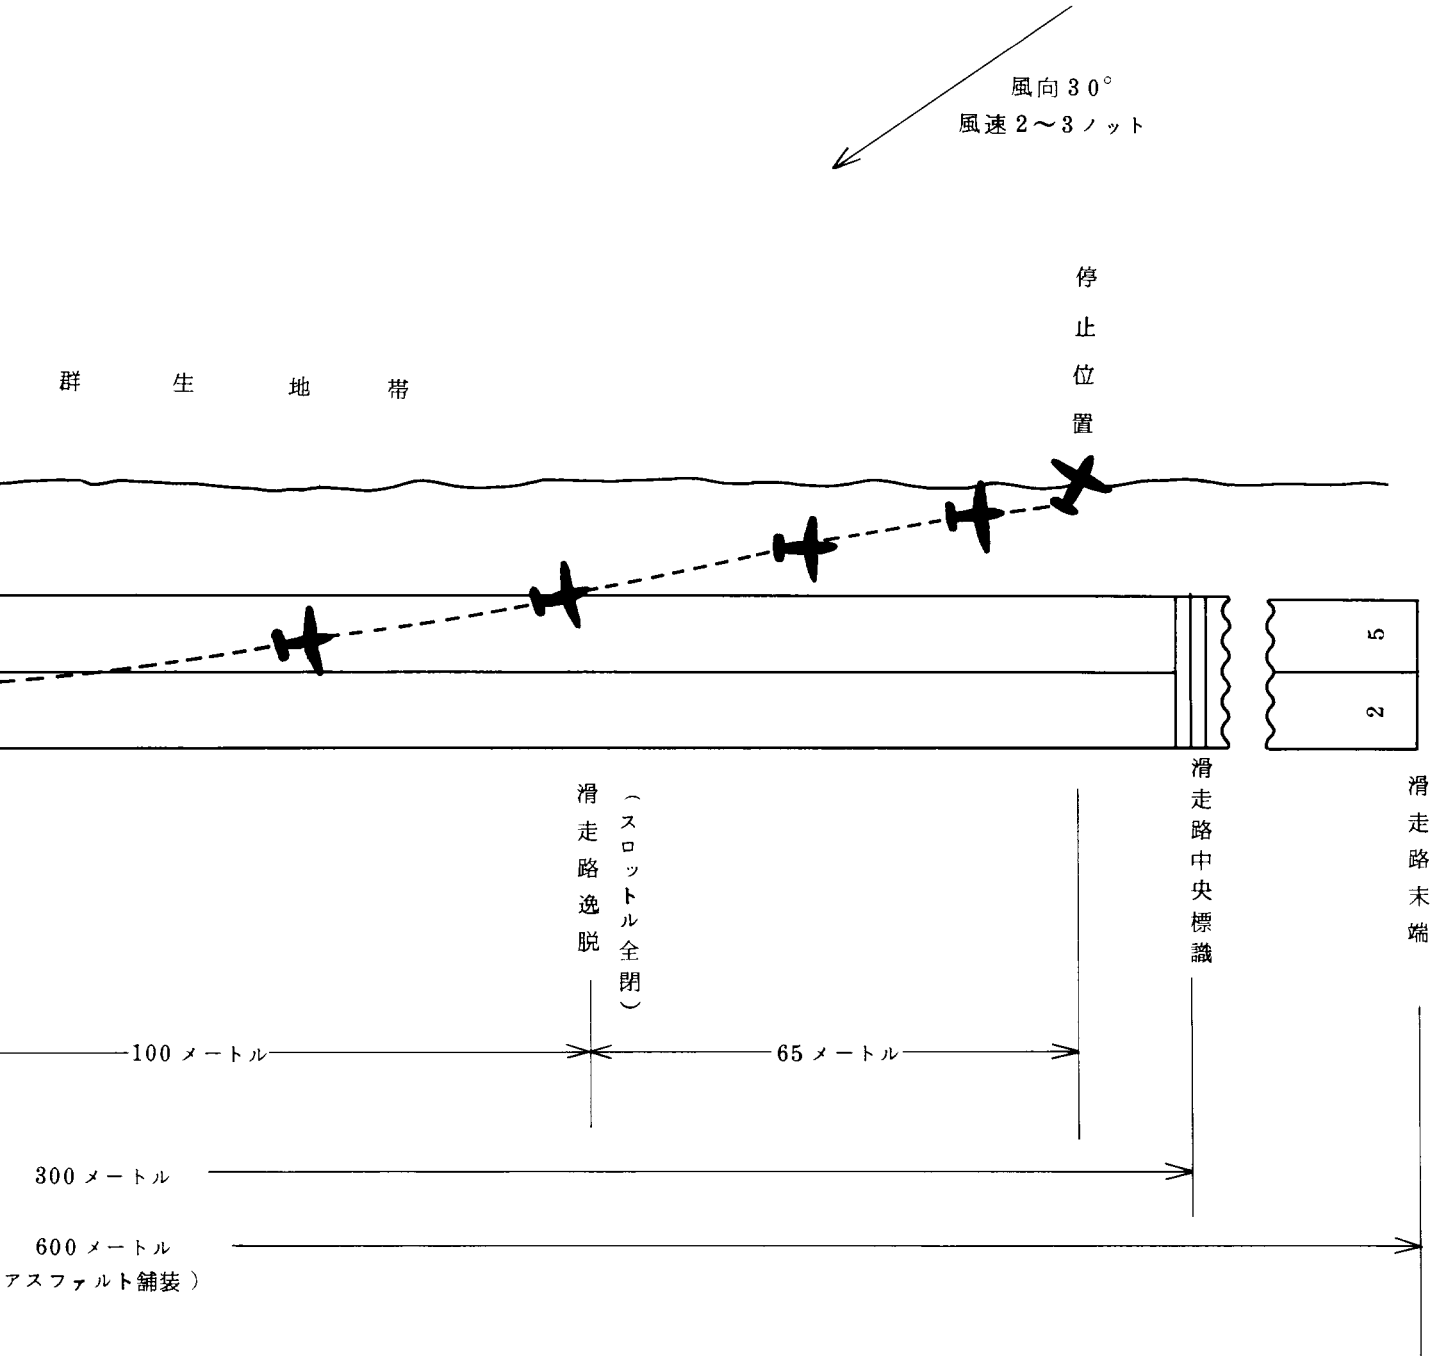 風向30°
風速2〜3ノット
停止位置
群生地帯
5
2
滑走路逸脱
(スロットル全閉)
滑走路中央標識
滑走路末端
100メートル
65メートル
300メートル
600メートル
アスファルト舗装)